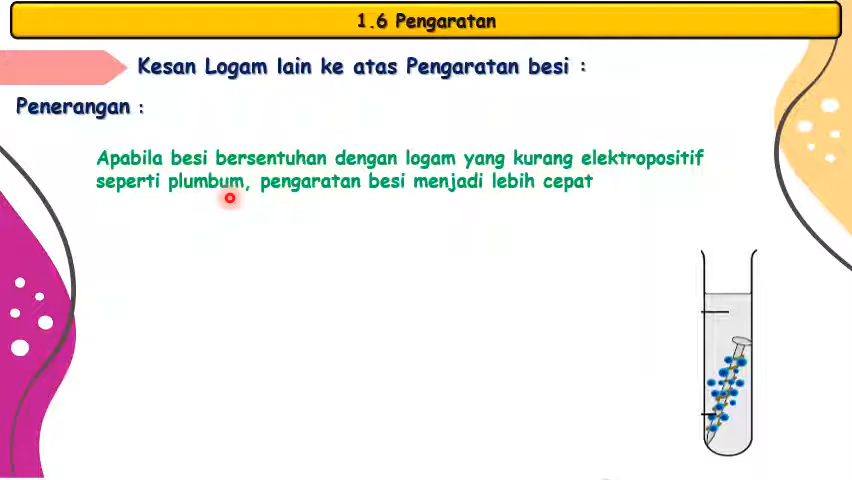 1.6 Pengaratan
Kesan Logam lain ke atas Pengaratan besi :
Penerangan :
Apabila besi bersentuhan dengan logam yang kurang elektropositif
seperti plumbum, pengaratan besi menjadi lebih cepat